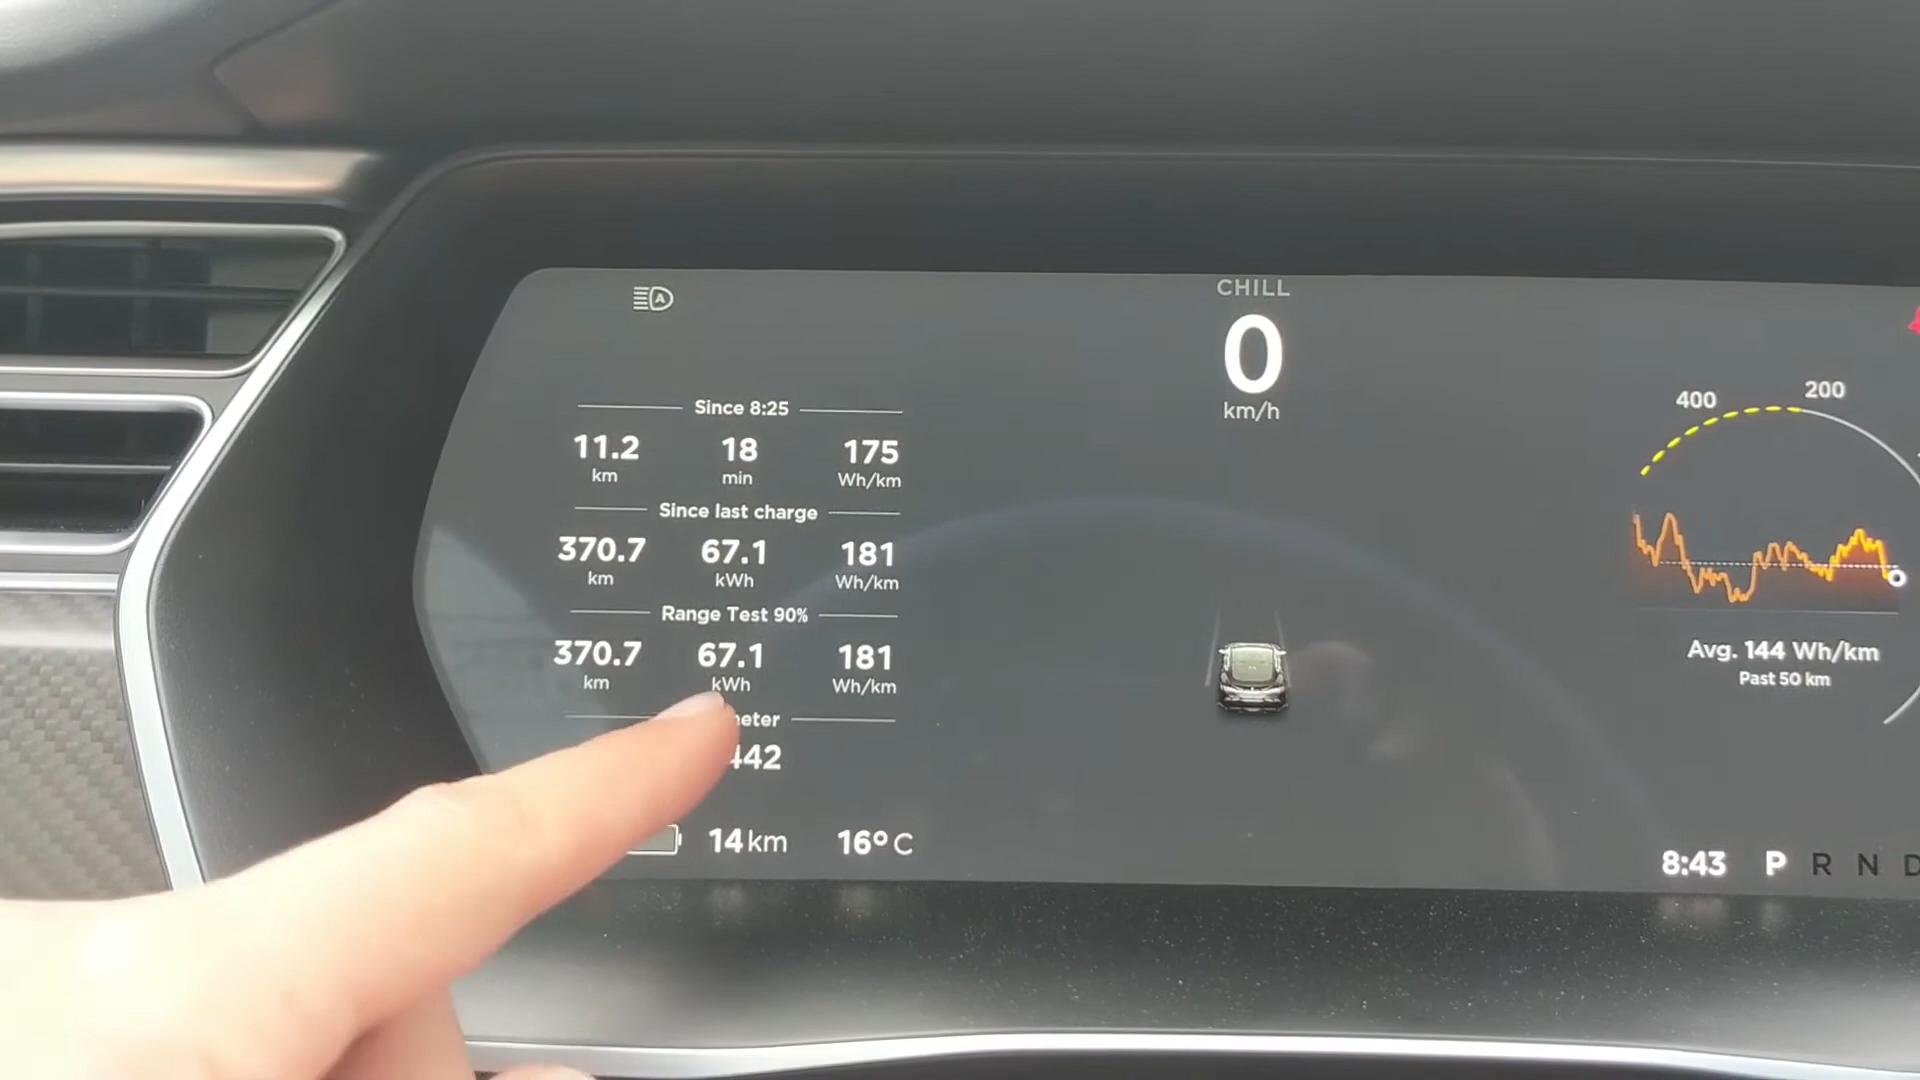 CHILL
0
km/h
Since 8:25
11.2 18 175
km min Wh/km
Since last charge
370.7 67.1 181
km kWh Wh/km
Range Test 90%
370.7 67.1 181
km kWh Wh/km
14 km 16° C
400 200
Avg. 144 Wh/km
Past 50 km
8:43 P R N D